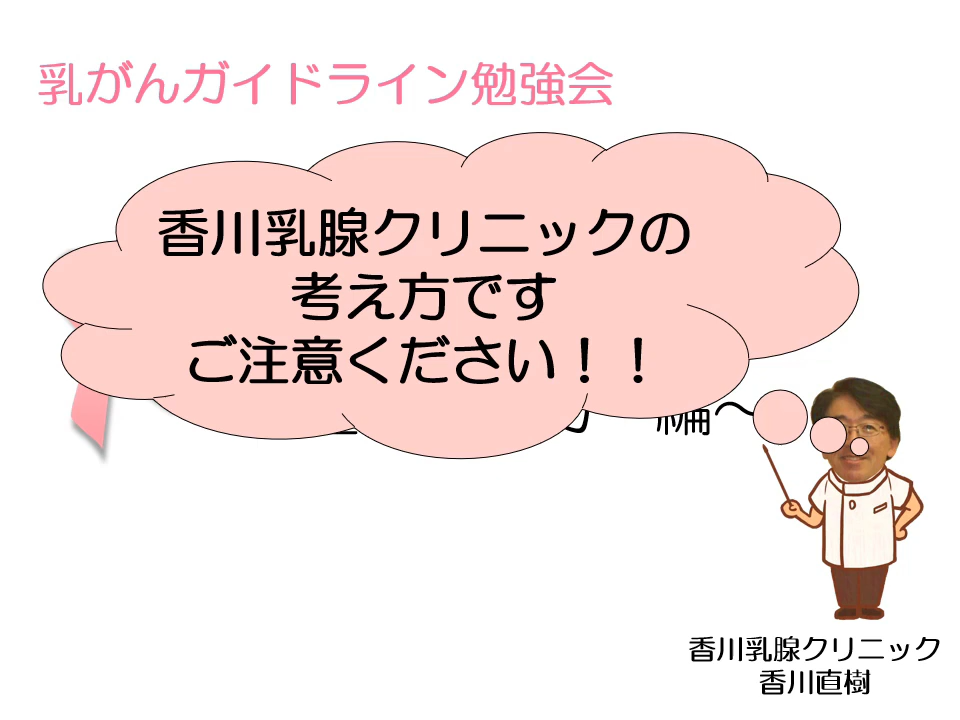 乳がんガイドライン勉強会
香川乳腺クリニックの
考え方です
ご注意ください！！
編～
香川乳腺クリニック
香川直樹